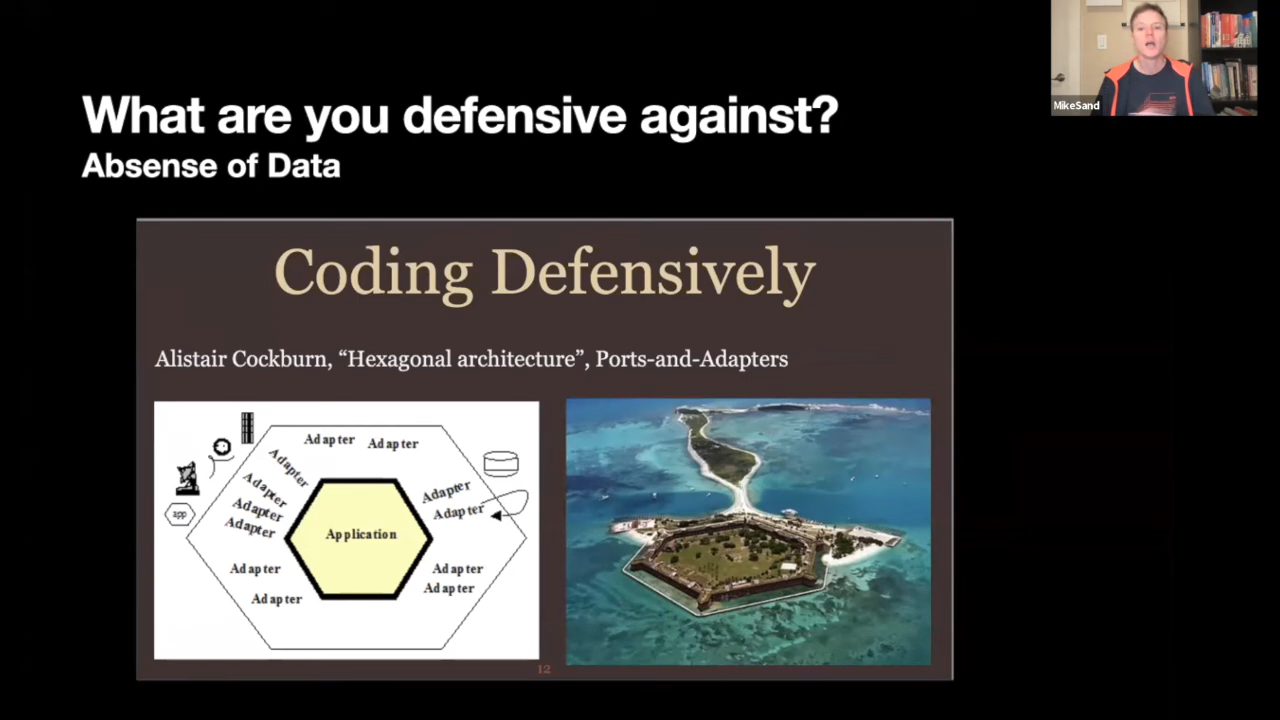 MikeSand
What are you defensive against?
Absense of Data
Coding Defensively
Alistair Cockburn, “Hexagonal architecture”, Ports-and-Adapters
Adapter
Adapter
Adapter
Adapter
Adapter
Adapter
Adapter
Adapter
app
Application
Adapter
Adapter
Adapter
Adapter
12